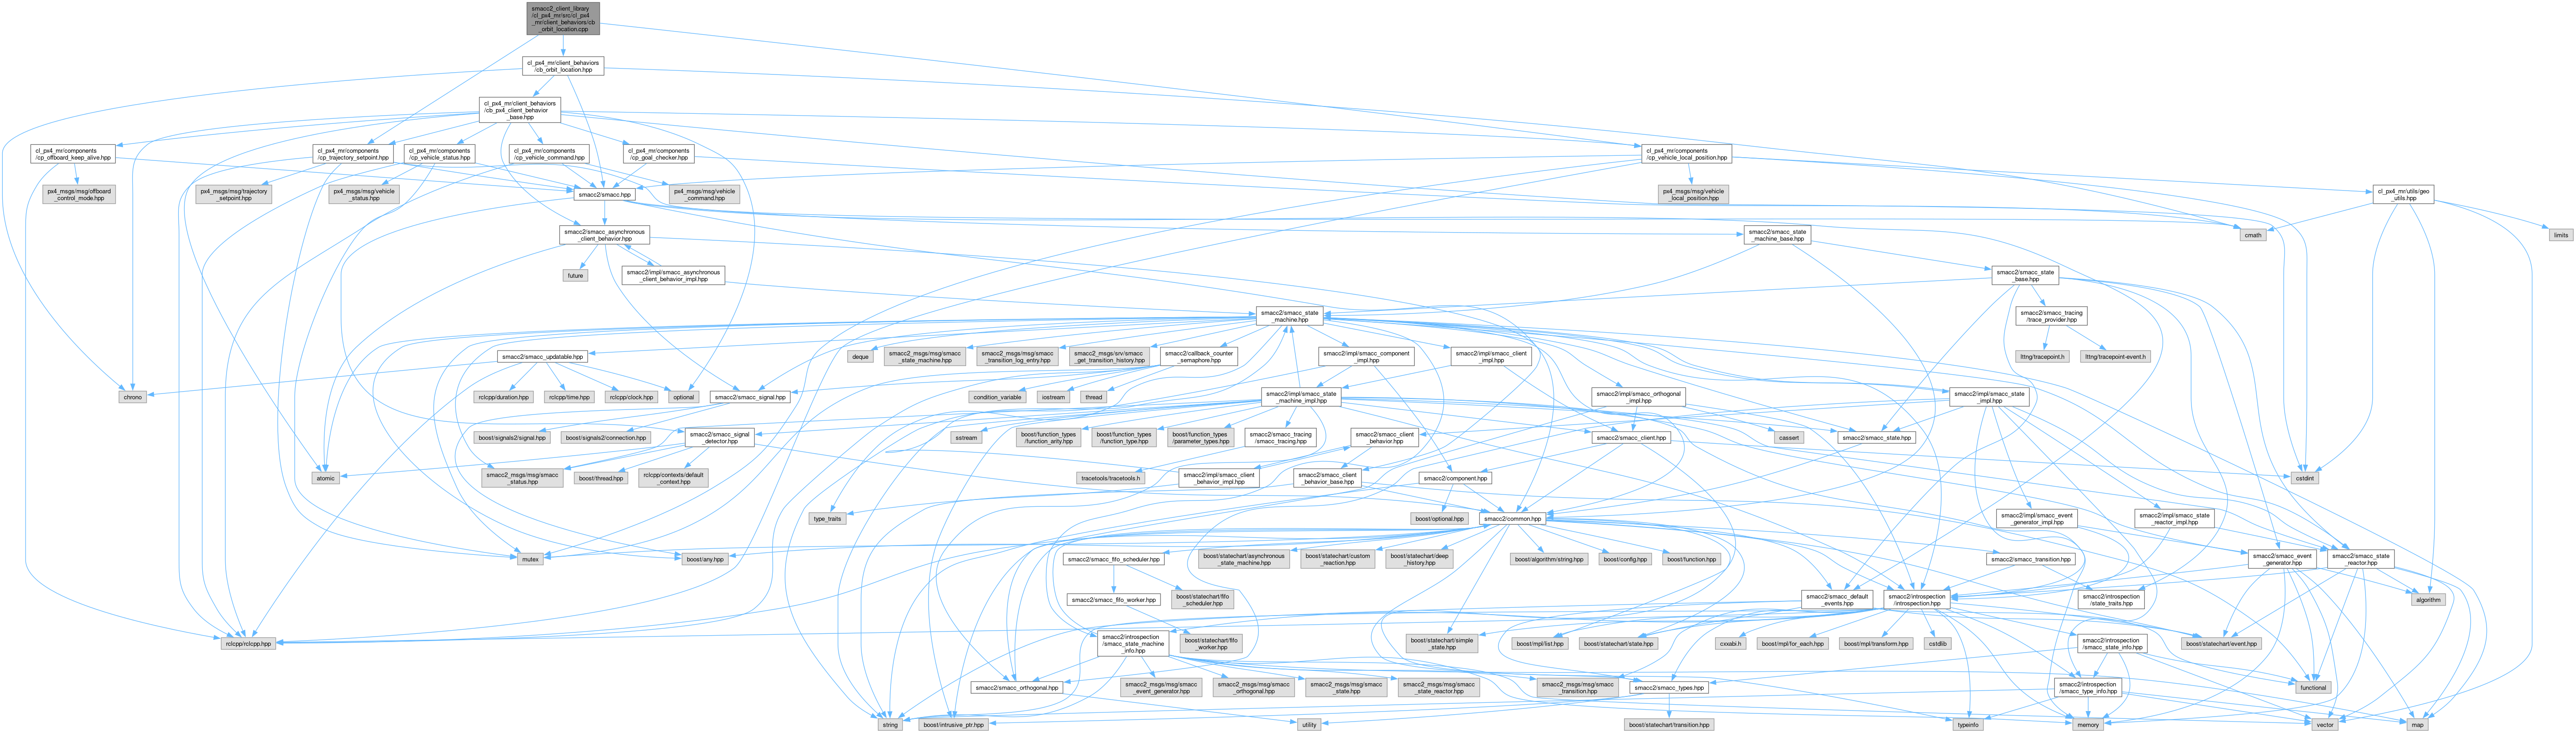 smacc2_client_library
/cl_px4_mr/src/cl_px4
_mr/client_behaviors/cb
_orbit_location.cpp
cl_px4_mr/client_behaviors
/cb_orbit_location.hpp
cl_px4_mr/client_behaviors
/cb_px4_client_behavior
_base.hpp
cl_px4_mr/components
/cp_offboard_keep_alive.hpp
cl_px4_mr/components
/cp_trajectory_setpoint.hpp
cl_px4_mr/components
/cp_vehicle_status.hpp
cl_px4_mr/components
/cp_vehicle_command.hpp
cl_px4_mr/components
/cp_goal_checker.hpp
cl_px4_mr/components
/cp_vehicle_local_position.hpp
px4_msgs/msg/offboard
_control_mode.hpp
px4_msgs/msg/trajectory
_setpoint.hpp
px4_msgs/msg/vehicle
_status.hpp
smacc2/smacc.hpp
px4_msgs/msg/vehicle
_command.hpp
px4_msgs/msg/vehicle
_local_position.hpp
cl_px4_mr/utils/geo
_utils.hpp
smacc2/smacc_asynchronous
_client_behavior.hpp
smacc2/smacc_state
_machine_base.hpp
cmath
limits
future
smacc2/impl/smacc_asynchronous
_client_behavior_impl.hpp
smacc2/smacc_state
_base.hpp
smacc2/smacc_state
_machine.hpp
smacc2/smacc_tracing
/trace_provider.hpp
smacc2/smacc_updatable.hpp
deque
smacc2_msgs/msg/smacc
_state_machine.hpp
smacc2_msgs/msg/smacc
_transition_log_entry.hpp
smacc2_msgs/srv/smacc
_get_transition_history.hpp
smacc2/callback_counter
_semaphore.hpp
smacc2/impl/smacc_component
_impl.hpp
smacc2/impl/smacc_client
_impl.hpp
lttng/tracepoint.h
lttng/tracepoint-event.h
chrono
rclcpp/duration.hpp
rclcpp/time.hpp
rclcpp/clock.hpp
optional
smacc2/smacc_signal.hpp
condition_variable
iostream
thread
smacc2/impl/smacc_state
_machine_impl.hpp
smacc2/impl/smacc_orthogonal
_impl.hpp
smacc2/impl/smacc_state
_impl.hpp
boost/signals2/signal.hpp
boost/signals2/connection.hpp
smacc2/smacc_signal
_detector.hpp
sstream
boost/function_types
/function_arity.hpp
boost/function_types
/function_type.hpp
boost/function_types
/parameter_types.hpp
smacc2/smacc_tracing
/smacc_tracing.hpp
smacc2/smacc_client
_behavior.hpp
smacc2/smacc_client.hpp
cassert
smacc2/smacc_state.hpp
atomic
smacc2_msgs/msg/smacc
_status.hpp
boost/thread.hpp
rclcpp/contexts/default
_context.hpp
tracetools/tracetools.h
smacc2/impl/smacc_client
_behavior_impl.hpp
smacc2/smacc_client
_behavior_base.hpp
smacc2/component.hpp
cstdint
type_traits
boost/optional.hpp
smacc2/common.hpp
smacc2/impl/smacc_event
_generator_impl.hpp
smacc2/impl/smacc_state
_reactor_impl.hpp
mutex
boost/any.hpp
smacc2/smacc_fifo_scheduler.hpp
boost/statechart/asynchronous
_state_machine.hpp
boost/statechart/custom
_reaction.hpp
boost/statechart/deep
_history.hpp
boost/algorithm/string.hpp
boost/config.hpp
boost/function.hpp
smacc2/smacc_transition.hpp
smacc2/smacc_event
_generator.hpp
smacc2/smacc_state
_reactor.hpp
smacc2/smacc_fifo_worker.hpp
boost/statechart/fifo
_scheduler.hpp
smacc2/smacc_default
_events.hpp
smacc2/introspection
/introspection.hpp
smacc2/introspection
/state_traits.hpp
algorithm
rclcpp/rclcpp.hpp
smacc2/introspection
/smacc_state_machine
_info.hpp
boost/statechart/fifo
_worker.hpp
boost/statechart/simple
_state.hpp
boost/mpl/list.hpp
boost/statechart/state.hpp
cxxabi.h
boost/mpl/for_each.hpp
boost/mpl/transform.hpp
cstdlib
smacc2/introspection
/smacc_state_info.hpp
boost/statechart/event.hpp
smacc2/smacc_orthogonal.hpp
smacc2_msgs/msg/smacc
_event_generator.hpp
smacc2_msgs/msg/smacc
_orthogonal.hpp
smacc2_msgs/msg/smacc
_state.hpp
smacc2_msgs/msg/smacc
_state_reactor.hpp
smacc2_msgs/msg/smacc
_transition.hpp
smacc2/smacc_types.hpp
smacc2/introspection
/smacc_type_info.hpp
functional
string
boost/intrusive_ptr.hpp
utility
boost/statechart/transition.hpp
typeinfo
memory
vector
map